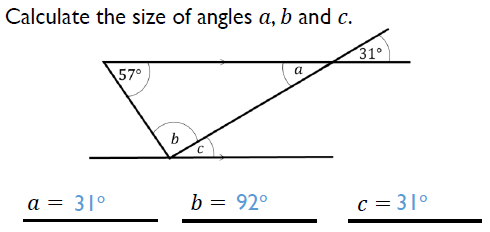 Calculate the size of angles a, b and c.
31°
57°
a
b
c
a = 31° b = 92° c = 31°